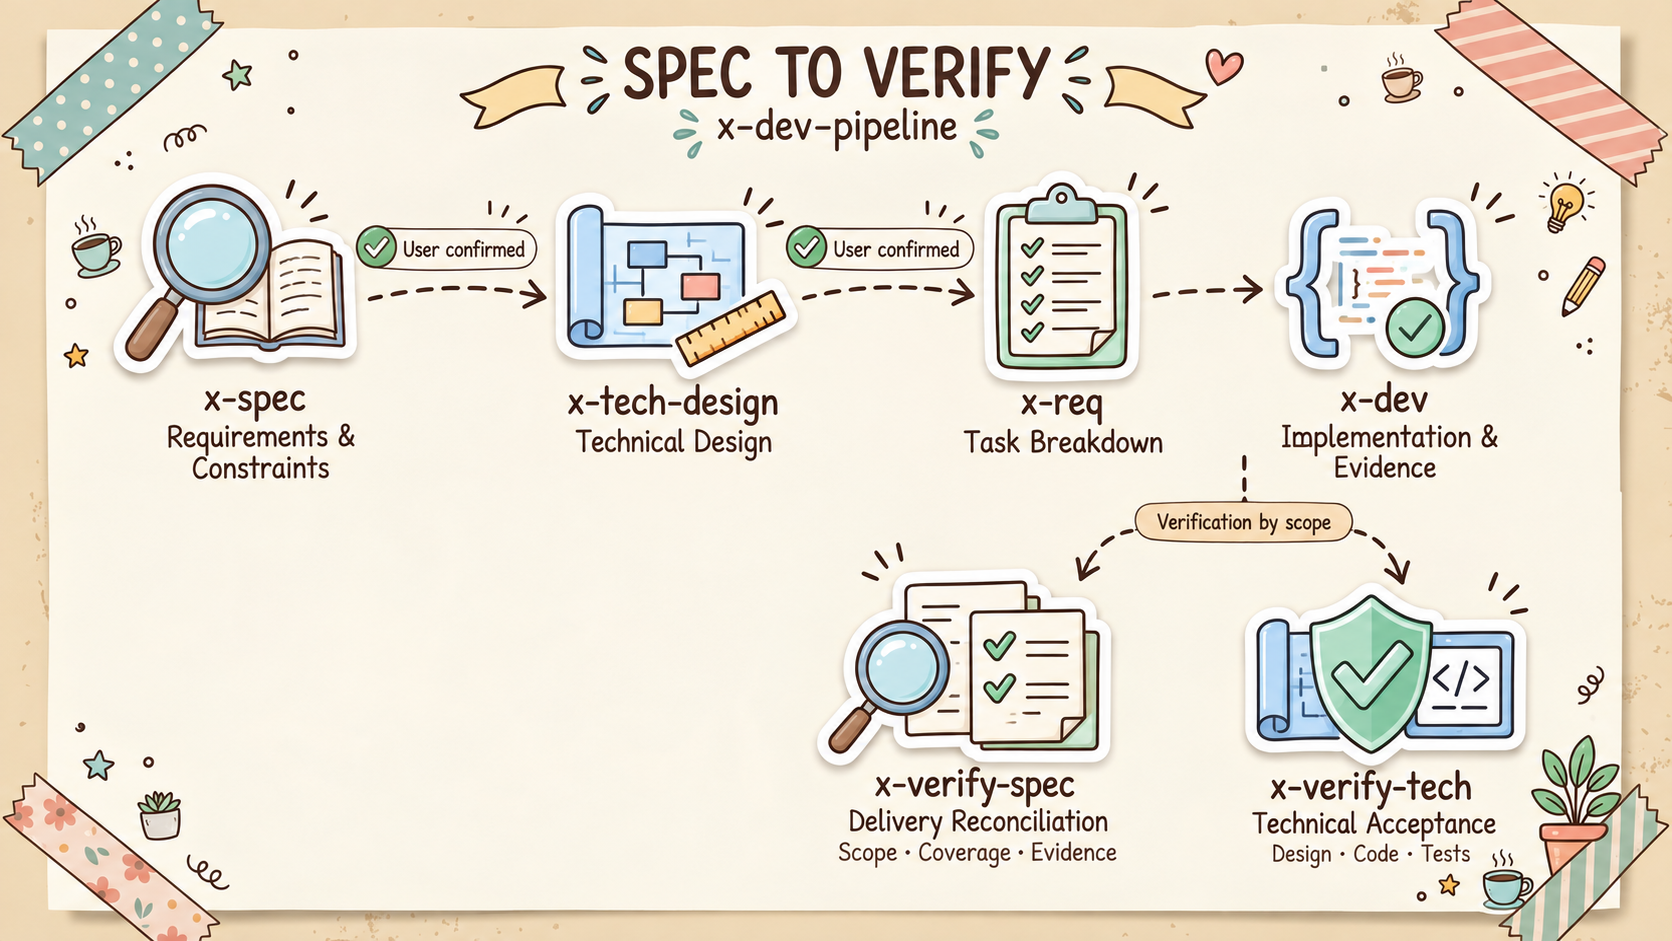 SPEC TO VERIFY
x-dev-pipeline
User confirmed
User confirmed
x-spec
Requirements &
Constraints
x-tech-design
Technical Design
x-req
Task Breakdown
x-dev
Implementation &
Evidence
Verification by scope
</>
x-verify-spec
Delivery Reconciliation
Scope • Coverage • Evidence
x-verify-tech
Technical Acceptance
Design • Code • Tests